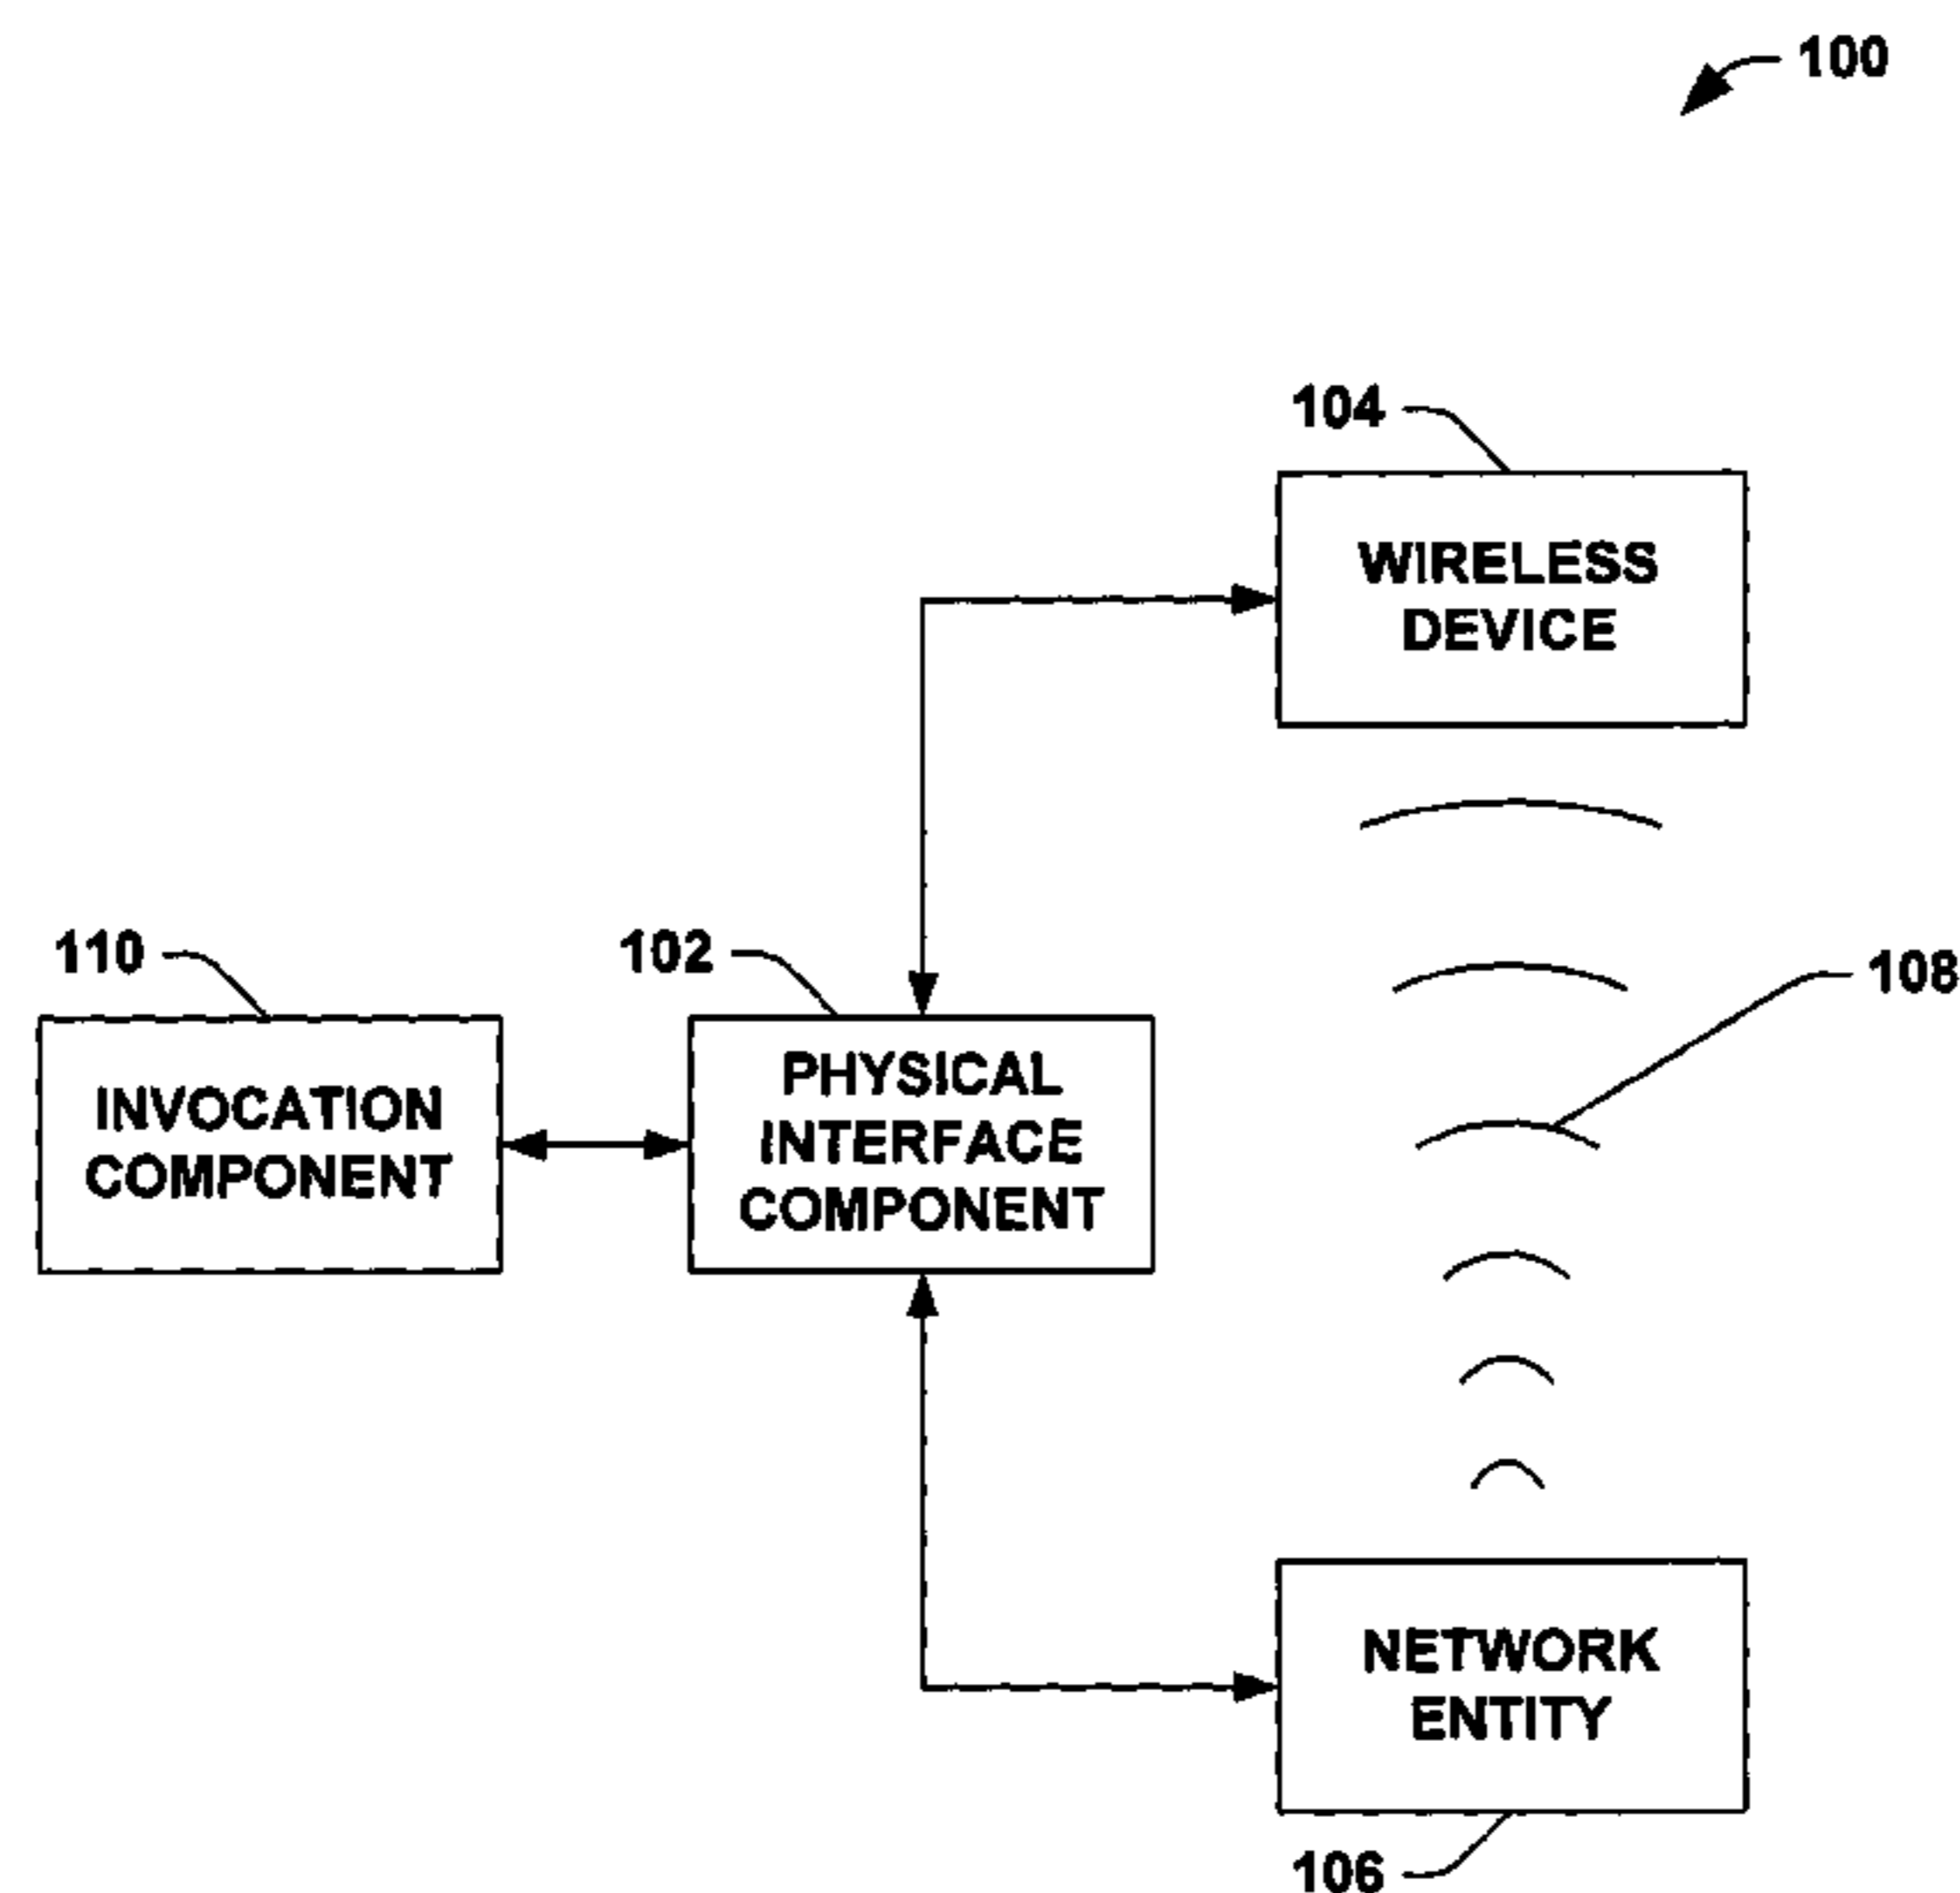 100
104
WIRELESS
DEVICE
110
102
108
INVOCATION
COMPONENT
PHYSICAL
INTERFACE
COMPONENT
NETWORK
ENTITY
106